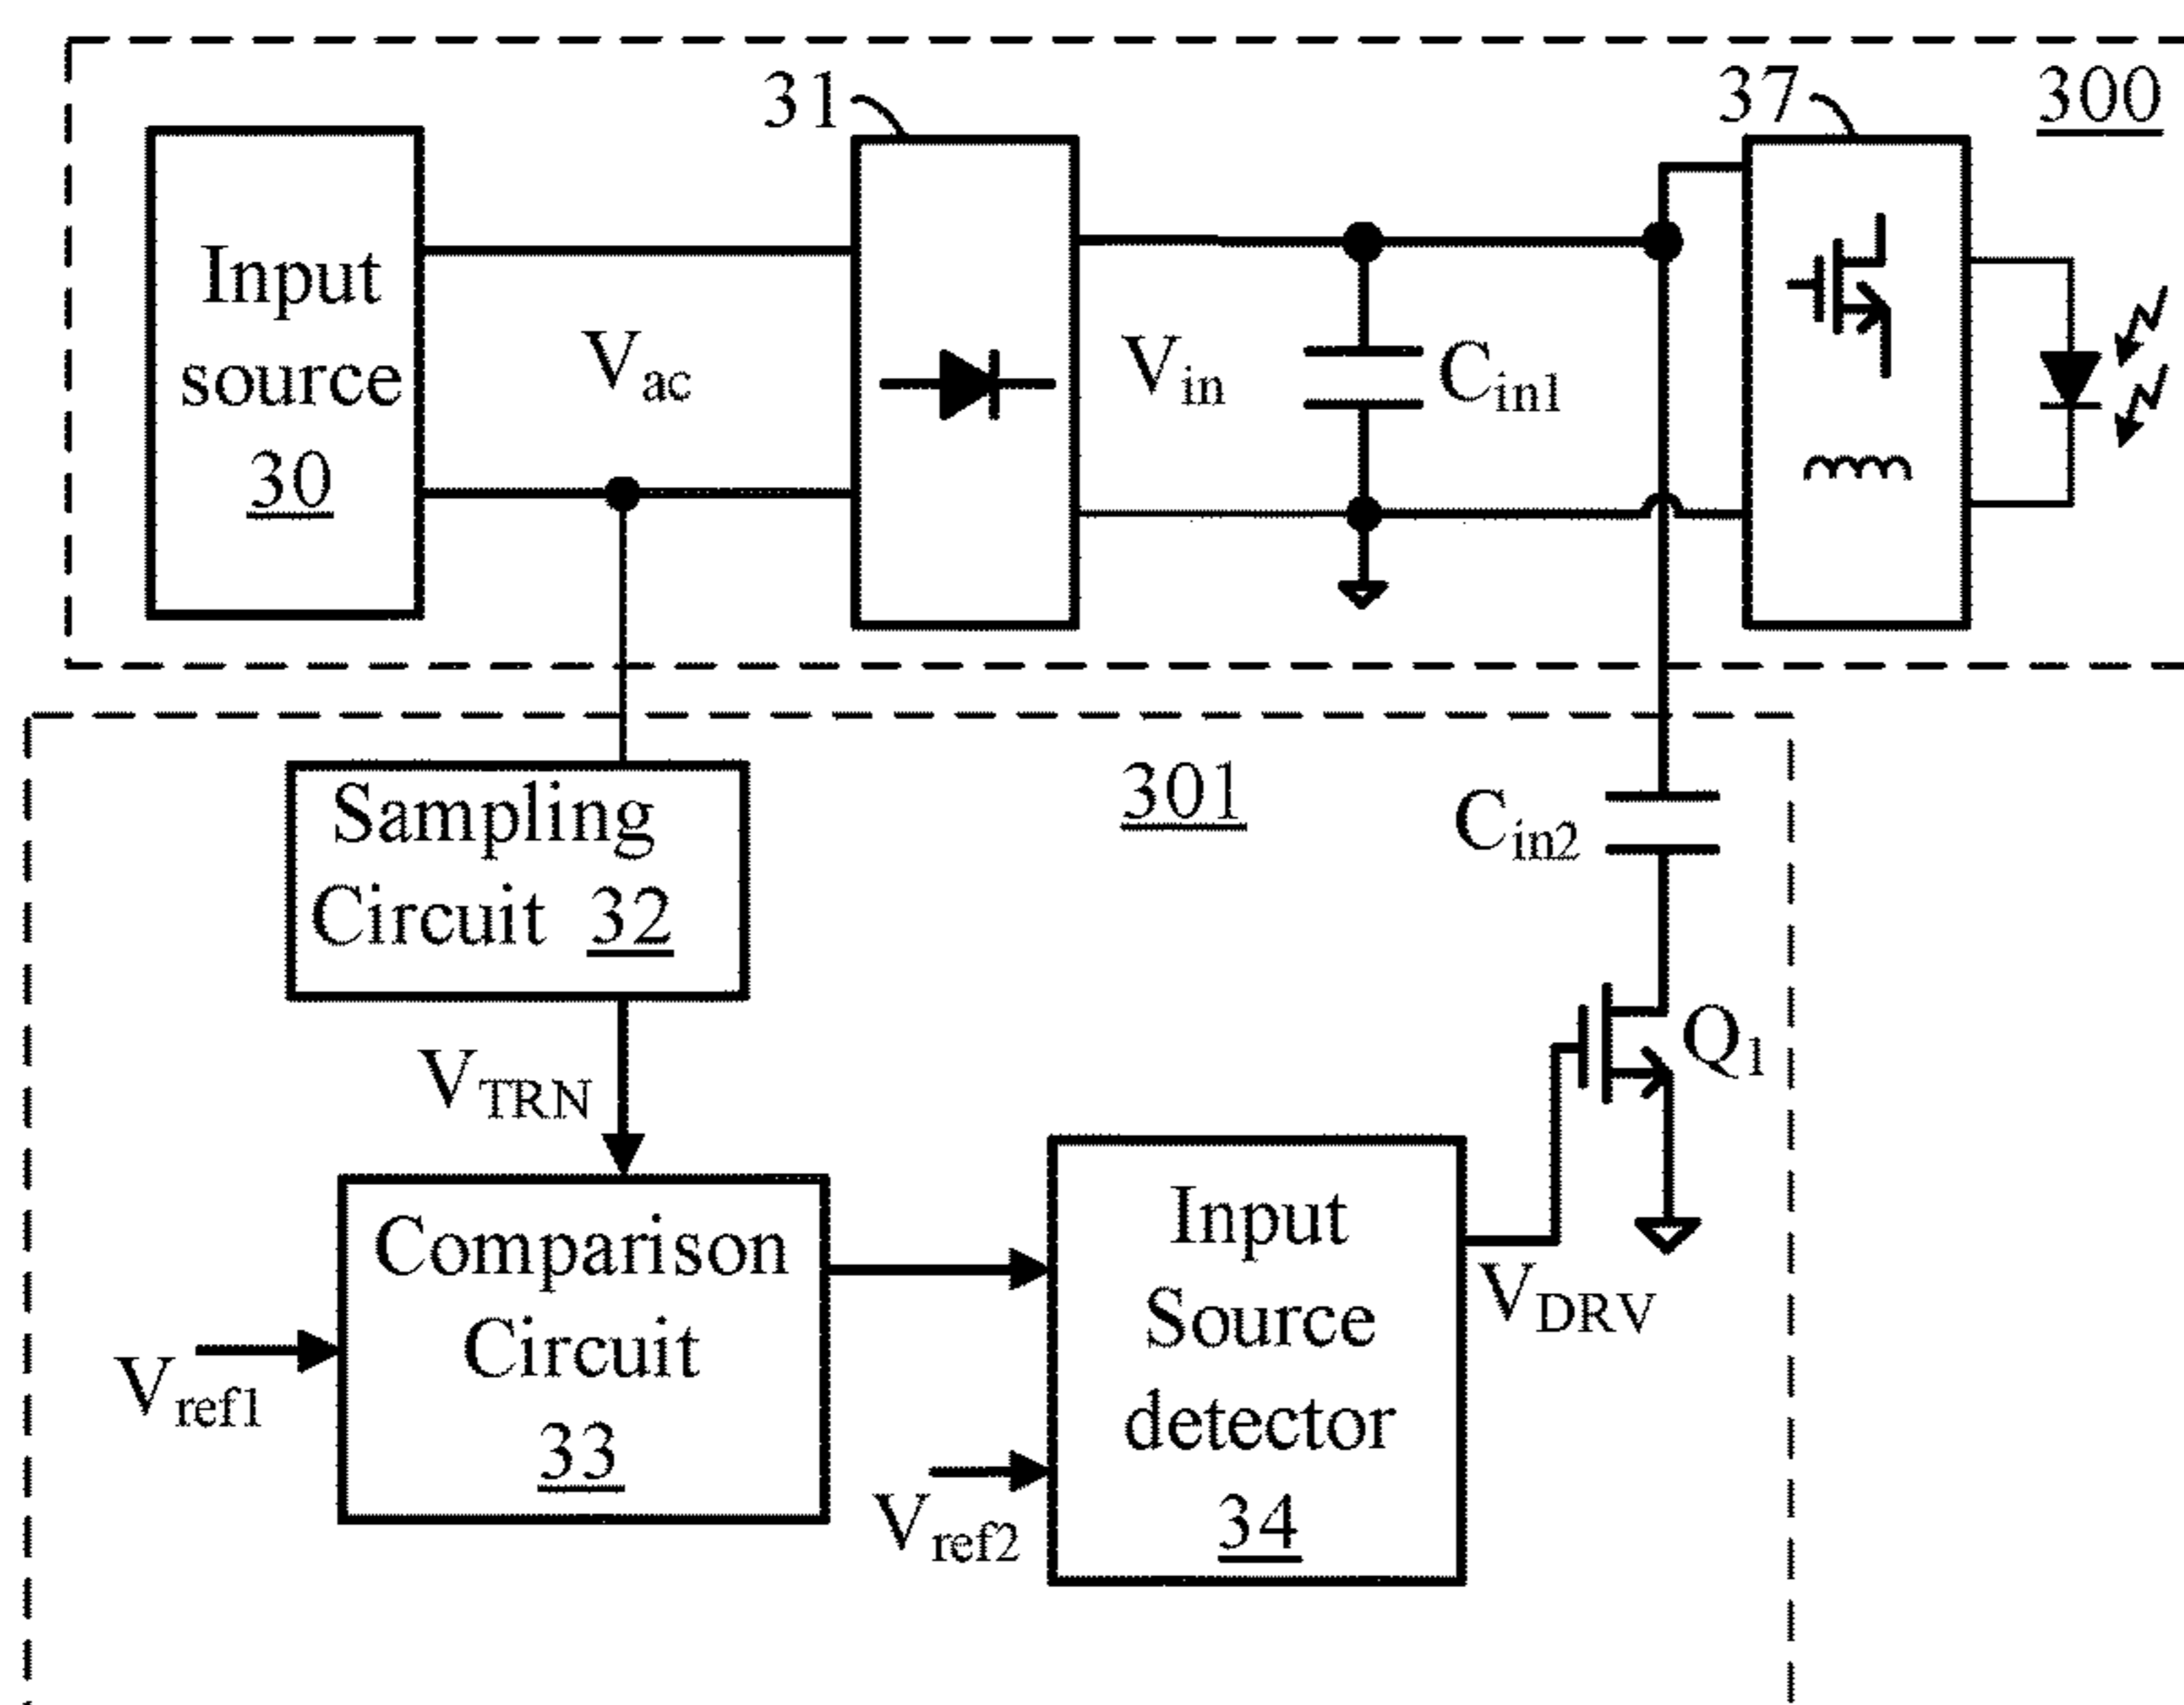 31
37
300
Input
source
30
Vac
Vin
Cin1
Sampling
Circuit 32
301
Cin2
VTRN
Q1
Comparison
Circuit
33
Vref1
Input
Source
detector
34
Vref2
VDRV